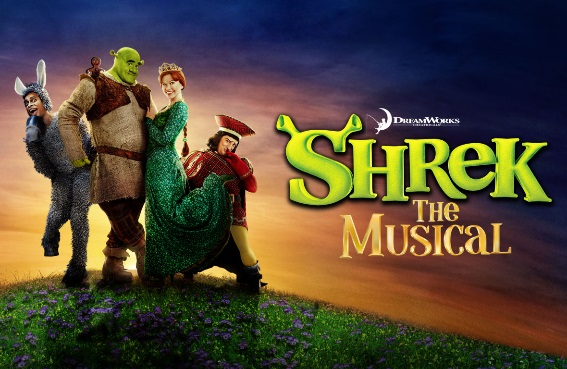 DREAMWORKS
SHREK
THE
MUSICAL